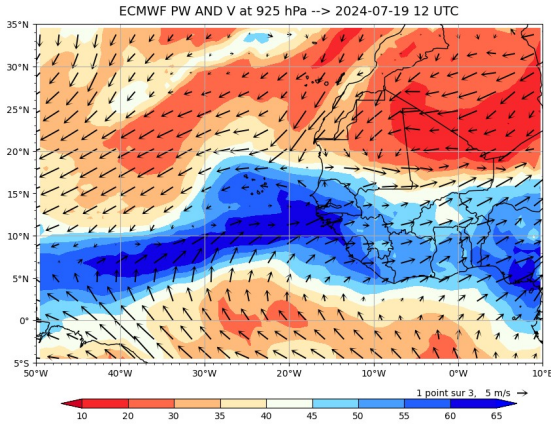 ECMWF PW AND V at 925 hPa --> 2024-07-19 12 UTC
35°N
30°N
25°N
20°N
15°N
10°N
5°N
0°
5°S
50°W 40°W 30°W 20°W 10°W 0°W 10°E
1 point sur 3, 5 m/s
10 20 30 35 40 45 50 55 60 65